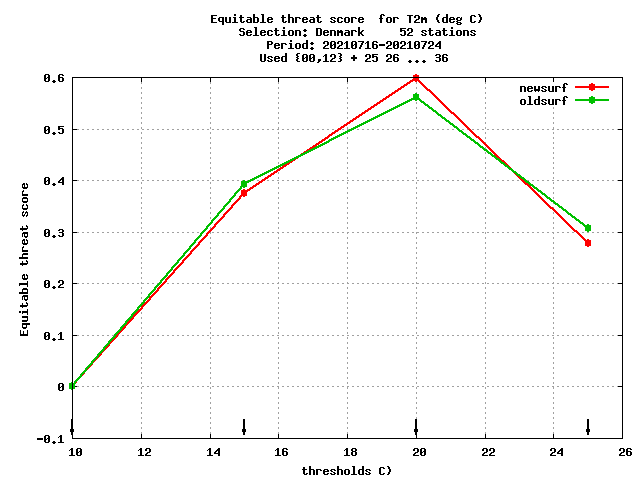 Equitable threat score  for T2m (deg C)
Selection: Denmark     52 stations
Period: 20210716-20210724
Used {00,12} + 25 26 ... 36
newsurf
oldsurf
Equitable threat score
0.6
0.5
0.4
0.3
0.2
0.1
0
-0.1
10 12 14 16 18 20 22 24 26
thresholds C)